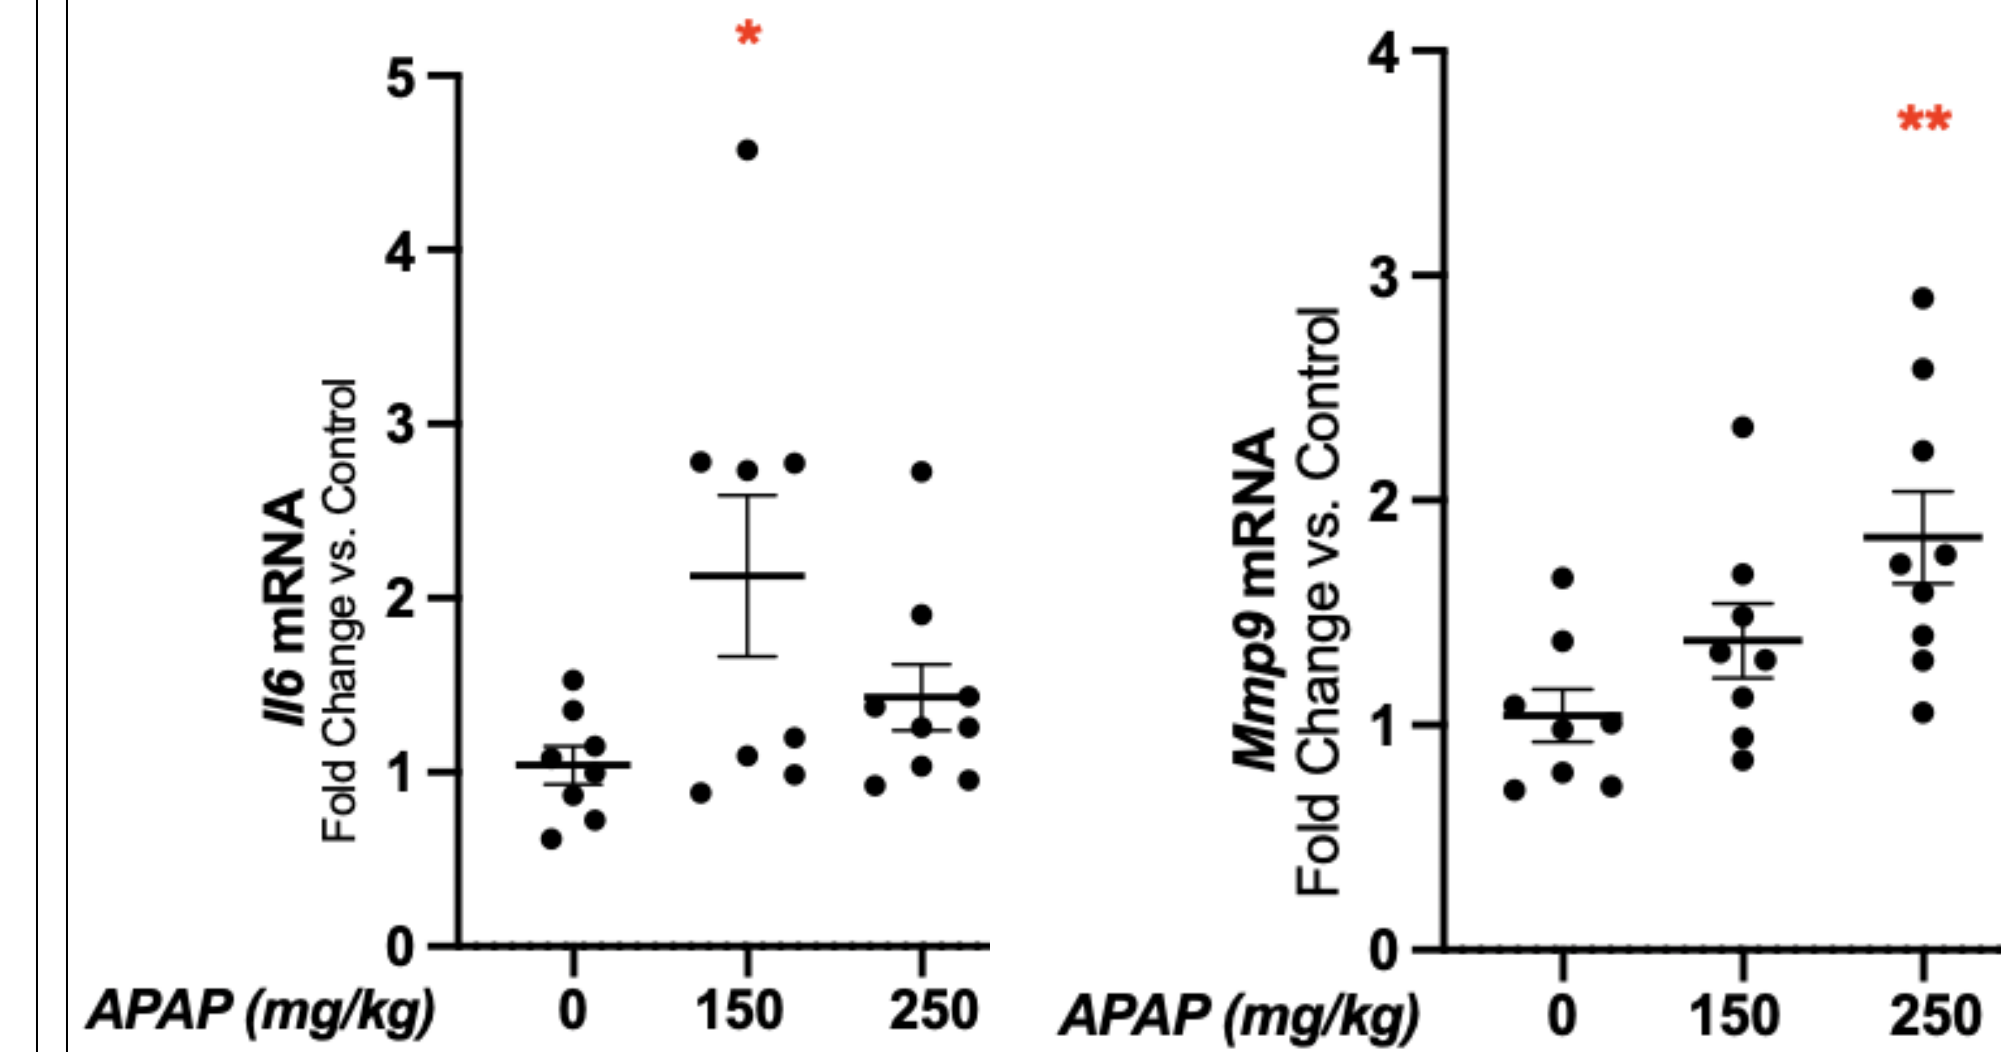 *
5
4
3
2
1
0
Il6 mRNA
Fold Change vs. Control
APAP (mg/kg) 0 150 250
**
4
3
2
1
0
Mmp9 mRNA
Fold Change vs. Control
APAP (mg/kg) 0 150 250